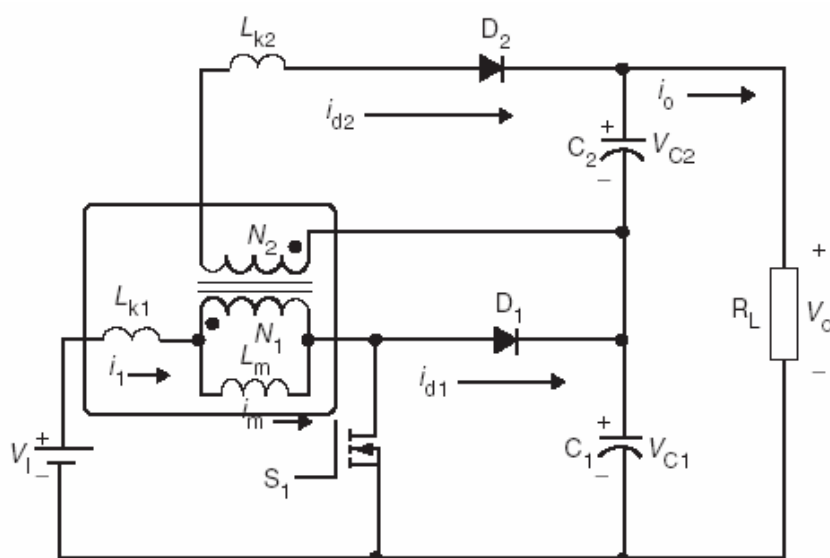 Lk2
D2
id2
io
+
C2
VC2
–
N2
Lk1
N1
D1
+
RL
Vo
–
i1
Lm
id1
im
+
VI
–
S1
+
C1
VC1
–